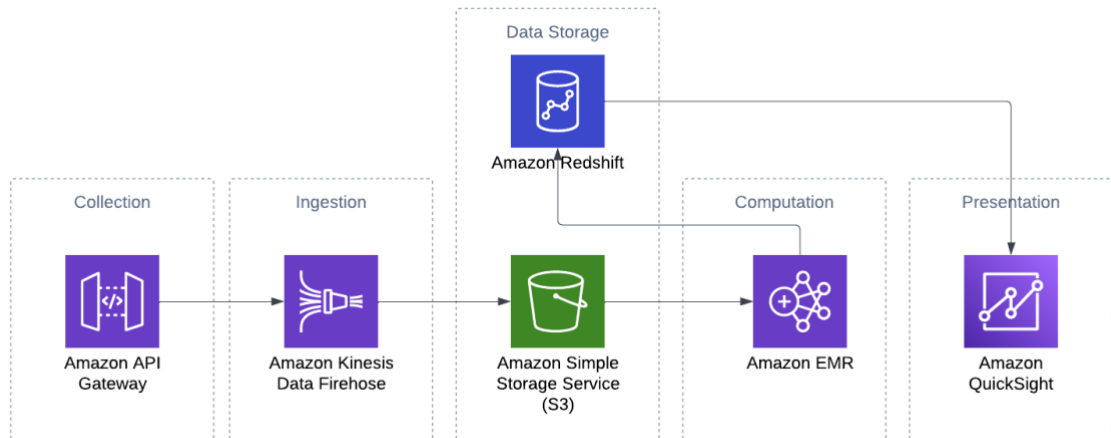 Data Storage
Amazon Redshift
Collection
Ingestion
Computation
Presentation
</>
Amazon API
Gateway
Amazon Kinesis
Data Firehose
Amazon Simple
Storage Service
(S3)
Amazon EMR
Amazon
QuickSight